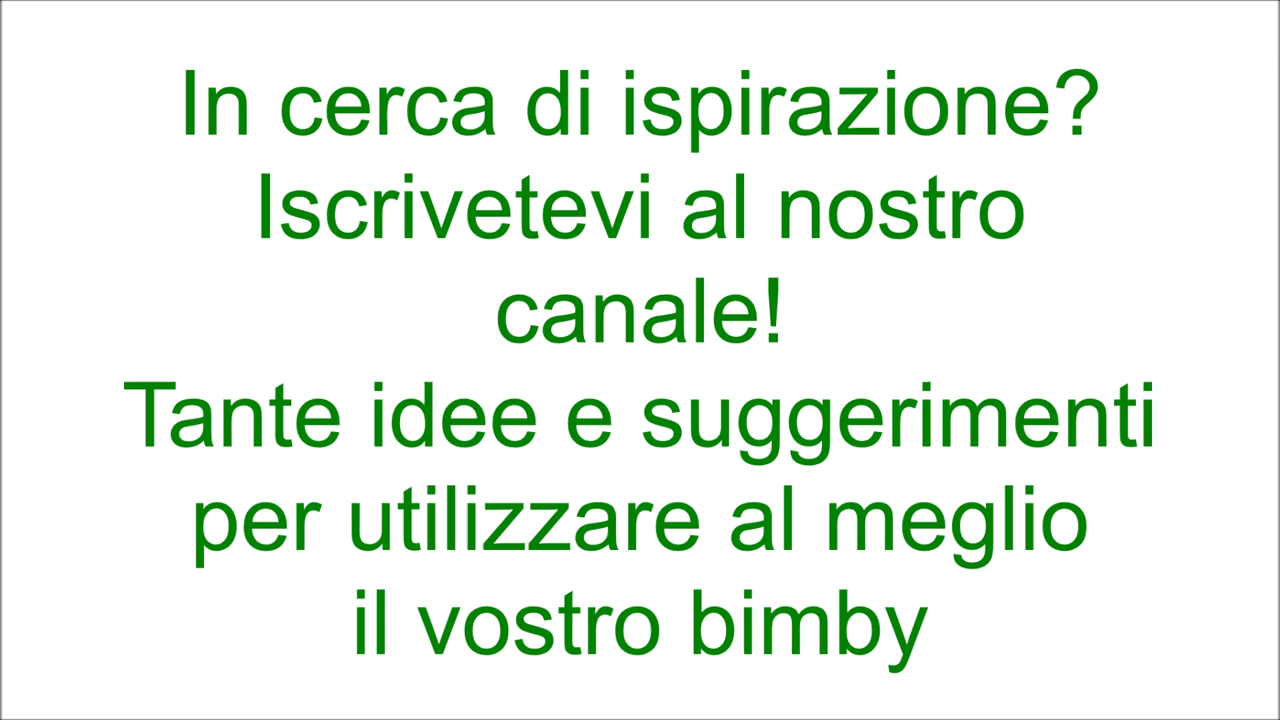 In cerca di ispirazione?
Iscrivetevi al nostro
canale!
Tante idee e suggerimenti
per utilizzare al meglio
il vostro bimby